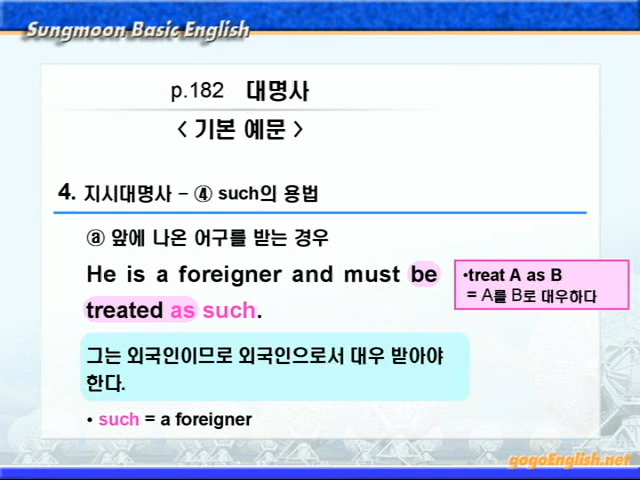 Sungmoon Basic English
p.182 대명사
< 기본 예문 >
4. 지시대명사 – ④ such의 용법
ⓐ 앞에 나온 어구를 받는 경우
He is a foreigner and must be
treated as such.
•treat A as B
= A를 B로 대우하다
그는 외국인이므로 외국인으로서 대우 받아야
한다.
• such = a foreigner
gogoEnglish.net